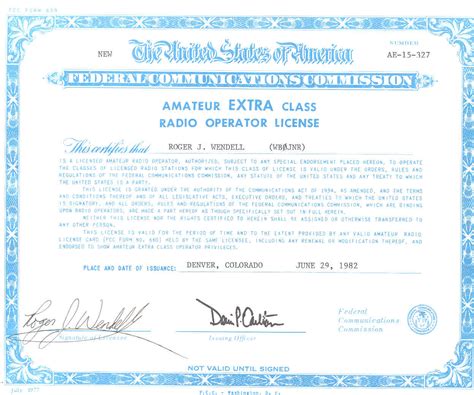 FCC FORM 659
NEW The United States of America NUMBER
AE-15-327
FEDERAL COMMUNICATIONS COMMISSION
AMATEUR EXTRA CLASS
RADIO OPERATOR LICENSE
This certifies that ROGER J. WENDELL (WBØJNR)
IS A LICENSED AMATEUR RADIO OPERATOR, AUTHORIZED, SUBJECT TO ANY SPECIAL ENDORSEMENT PLACED HEREON, TO OPERATE
THE CLASSES OF LICENSED RADIO STATIONS FOR WHICH THIS CLASS OF LICENSE IS VALID UNDER THE ORDERS, RULES AND
REGULATIONS OF THE FEDERAL COMMUNICATIONS COMMISSION, ANY STATUTE OF THE UNITED STATES AND ANY TREATY TO WHICH
THE UNITED STATES IS A PARTY.
THIS LICENSE IS GRANTED UNDER THE AUTHORITY OF THE COMMUNICATIONS ACT OF 1934, AS AMENDED, AND THE TERMS
AND CONDITIONS THEREOF AND OF ALL LEGISLATIVE ACTS, EXECUTIVE ORDERS, AND TREATIES TO WHICH THE UNITED STATES
IS SIGNATORY, AND ALL ORDERS, RULES AND REGULATIONS OF THE FEDERAL COMMUNICATIONS COMMISSION, WHICH ARE BINDING
UPON RADIO OPERATORS, ARE MADE A PART HEREOF AS THOUGH SPECIFICALLY SET OUT IN FULL HEREIN.
NEITHER THIS LICENSE NOR THE RIGHTS CERTIFIED TO HEREIN SHALL BE ASSIGNED OR OTHERWISE TRANSFERRED TO
ANY OTHER PERSON.
THIS LICENSE IS VALID FOR THE PERIOD OF TIME AND TO THE EXTENT PROVIDED BY ANY VALID AMATEUR RADIO
LICENSE CARD (FCC FORM NO. 660) HELD BY THE SAME LICENSEE, INCLUDING ANY RENEWAL OR MODIFICATION THEREOF, AND
ENDORSED TO SHOW AMATEUR EXTRA CLASS OPERATOR PRIVILEGES.
PLACE AND DATE OF ISSUANCE: DENVER, COLORADO JUNE 29, 1982
Roger J. Wendell
Signature of Licensee
Issuing Officer
Federal
Communications
Commission
NOT VALID UNTIL SIGNED
July 1977
F.C.C. - Washington, D. C.